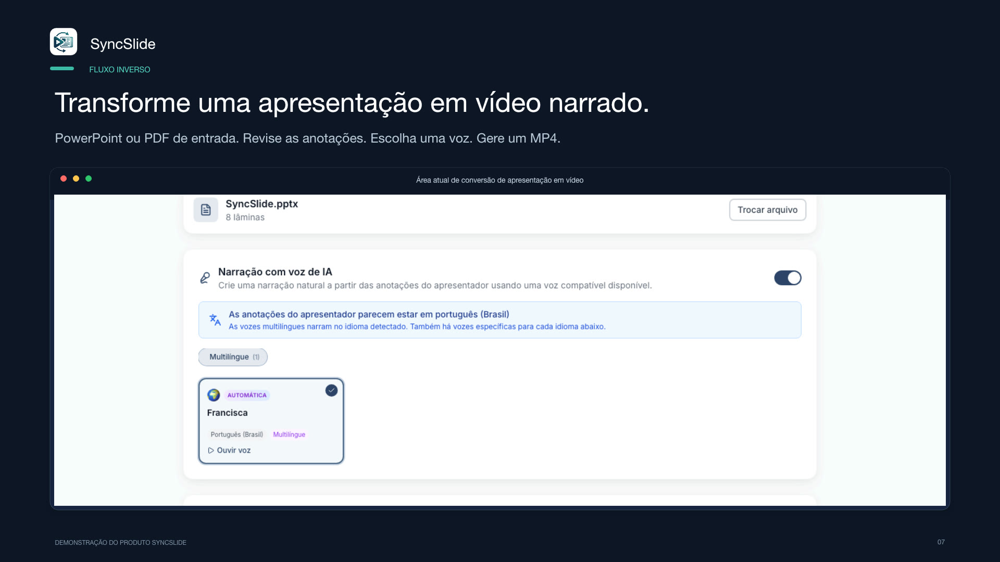 SyncSlide
FLUXO INVERSO
Transforme uma apresentação em vídeo narrado.
PowerPoint ou PDF de entrada. Revise as anotações. Escolha uma voz. Gere um MP4.
Área atual de conversão de apresentação em vídeo
SyncSlide.pptx
8 lâminas
Trocar arquivo
Narração com voz de IA
Crie uma narração natural a partir das anotações do apresentador usando uma voz compatível disponível.
As anotações do apresentador parecem estar em português (Brasil)
As vozes multilíngues narram no idioma detectado. Também há vozes específicas para cada idioma abaixo.
Multilíngue (1)
AUTOMÁTICA
Francisca
Português (Brasil) Multilíngue
Ouvir voz
DEMONSTRAÇÃO DO PRODUTO SYNCSLIDE
07